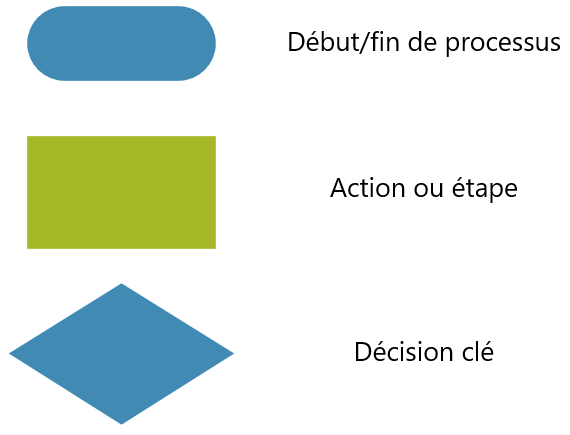 Début/fin de processus
Action ou étape
Décision clé